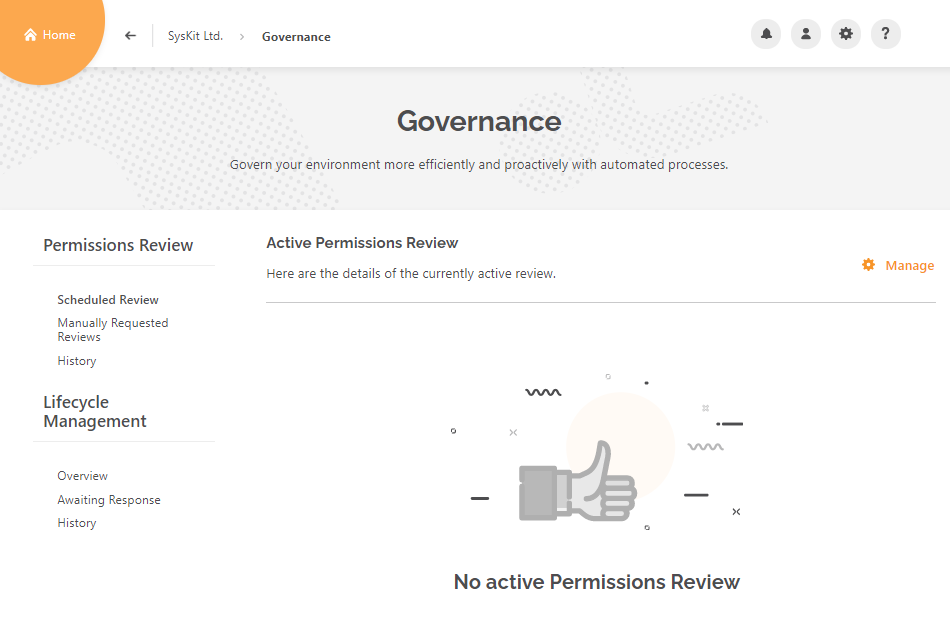 Home
SysKit Ltd. > Governance
?
Governance
Govern your environment more efficiently and proactively with automated processes.
Permissions Review
Scheduled Review
Manually Requested
Reviews
History
Lifecycle
Management
Overview
Awaiting Response
History
Active Permissions Review
Here are the details of the currently active review.
Manage
No active Permissions Review